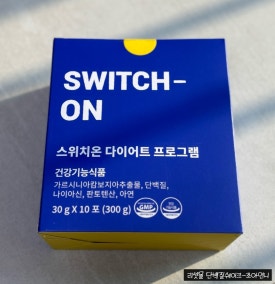 SWITCH-
ON
스위치온 다이어트 프로그램
건강기능식품
가르시니아캄보지아추출물, 단백질,
나이아신, 판토텐산, 아연
30 g X 10 포 (300 g)
GMP